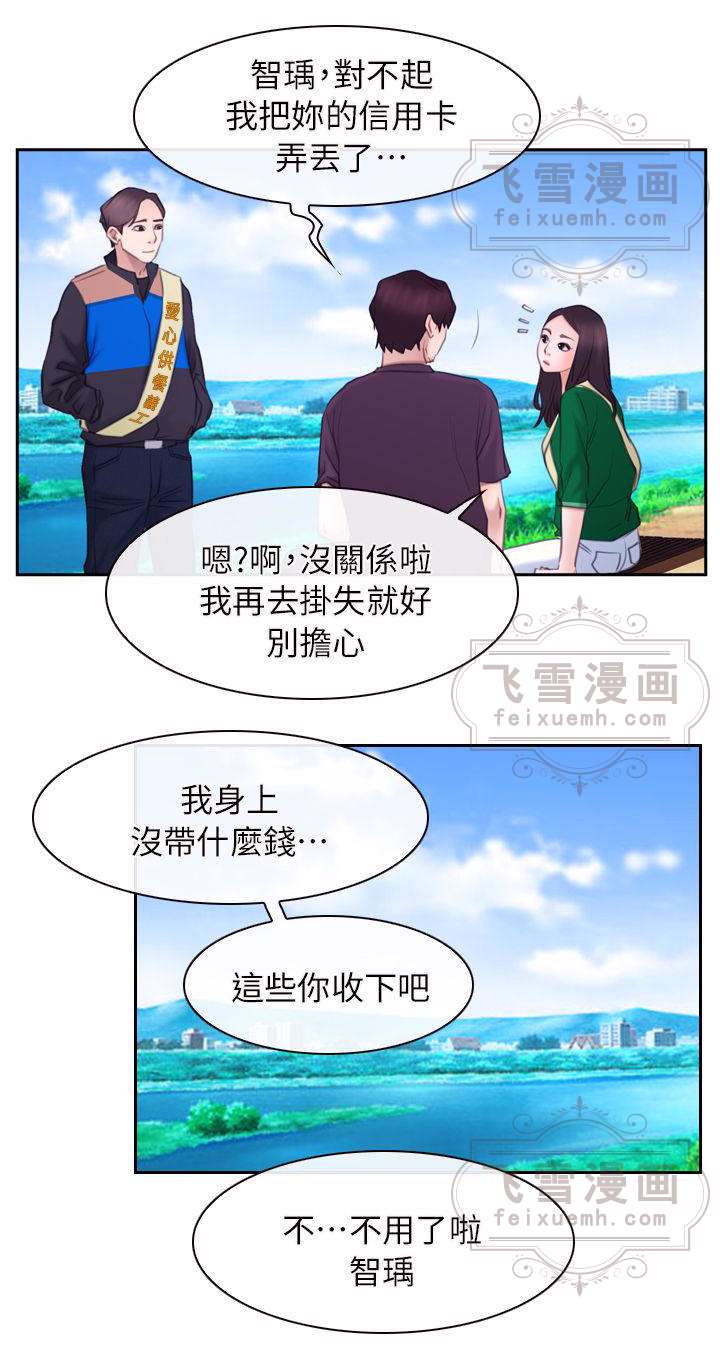 智瑀，對不起
我把妳的信用卡
弄丟了⋯
飞雪漫画
feixuemh.com
愛心供餐義工
嗯?啊，沒關係啦
我再去掛失就好
別擔心
飞雪漫画
feixuemh.com
我身上
沒帶什麼錢⋯
這些你收下吧
飞雪漫画
feixuemh.com
不⋯不用了啦
智瑀